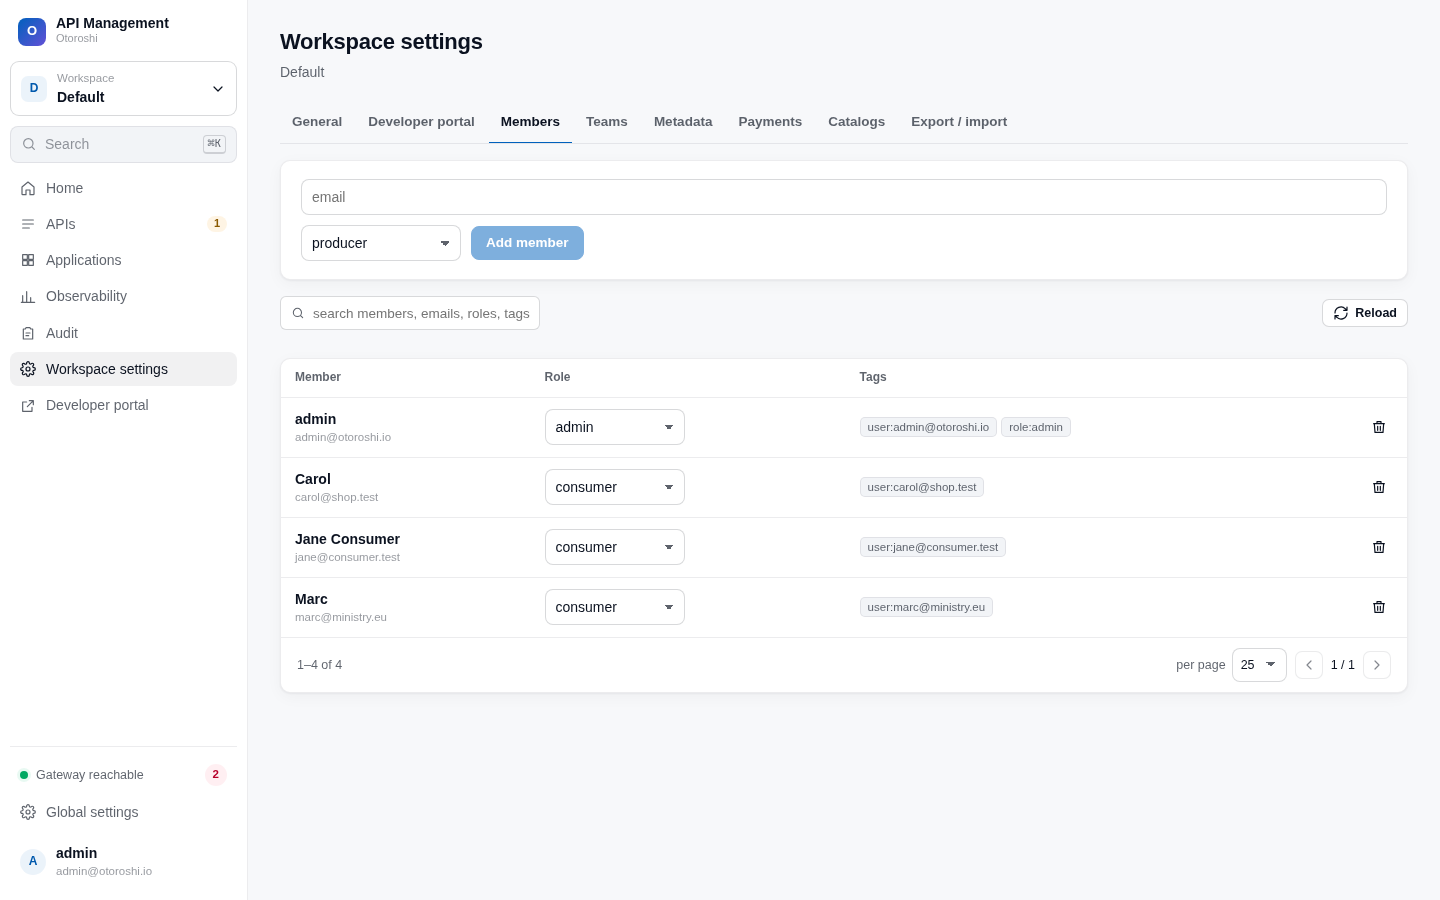 O
API Management
Otoroshi
D
Workspace
Default
Search
⌘K
Home
APIs
1
Applications
Observability
Audit
Workspace settings
Developer portal
Gateway reachable
2
Global settings
A
admin
admin@otoroshi.io
Workspace settings
Default
General Developer portal Members Teams Metadata Payments Catalogs Export / import
email
producer
Add member
search members, emails, roles, tags
Reload
Member Role Tags
admin
admin@otoroshi.io
admin
user:admin@otoroshi.io role:admin
Carol
carol@shop.test
consumer
user:carol@shop.test
Jane Consumer
jane@consumer.test
consumer
user:jane@consumer.test
Marc
marc@ministry.eu
consumer
user:marc@ministry.eu
1–4 of 4
per page 25 1 / 1